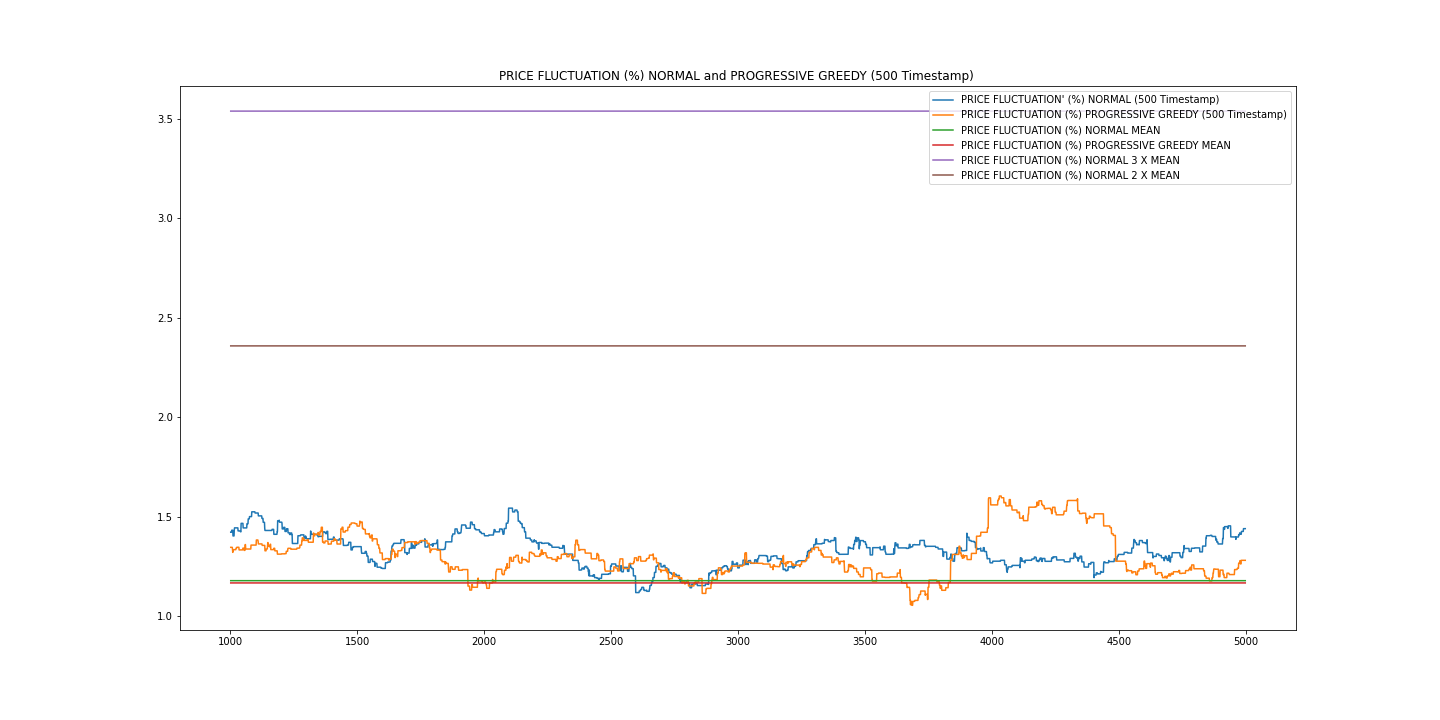 PRICE FLUCTUATION (%) NORMAL and PROGRESSIVE GREEDY (500 Timestamp)
PRICE FLUCTUATION' (%) NORMAL (500 Timestamp)
PRICE FLUCTUATION (%) PROGRESSIVE GREEDY (500 Timestamp)
PRICE FLUCTUATION (%) NORMAL MEAN
PRICE FLUCTUATION (%) PROGRESSIVE GREEDY MEAN
PRICE FLUCTUATION (%) NORMAL 3 X MEAN
PRICE FLUCTUATION (%) NORMAL 2 X MEAN
3.5
3.0
2.5
2.0
1.5
1.0
1000 1500 2000 2500 3000 3500 4000 4500 5000